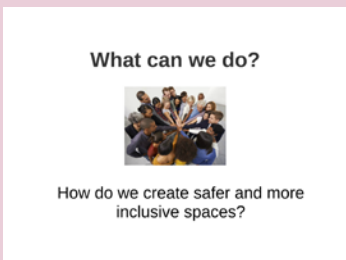 What can we do?
How do we create safer and more
inclusive spaces?